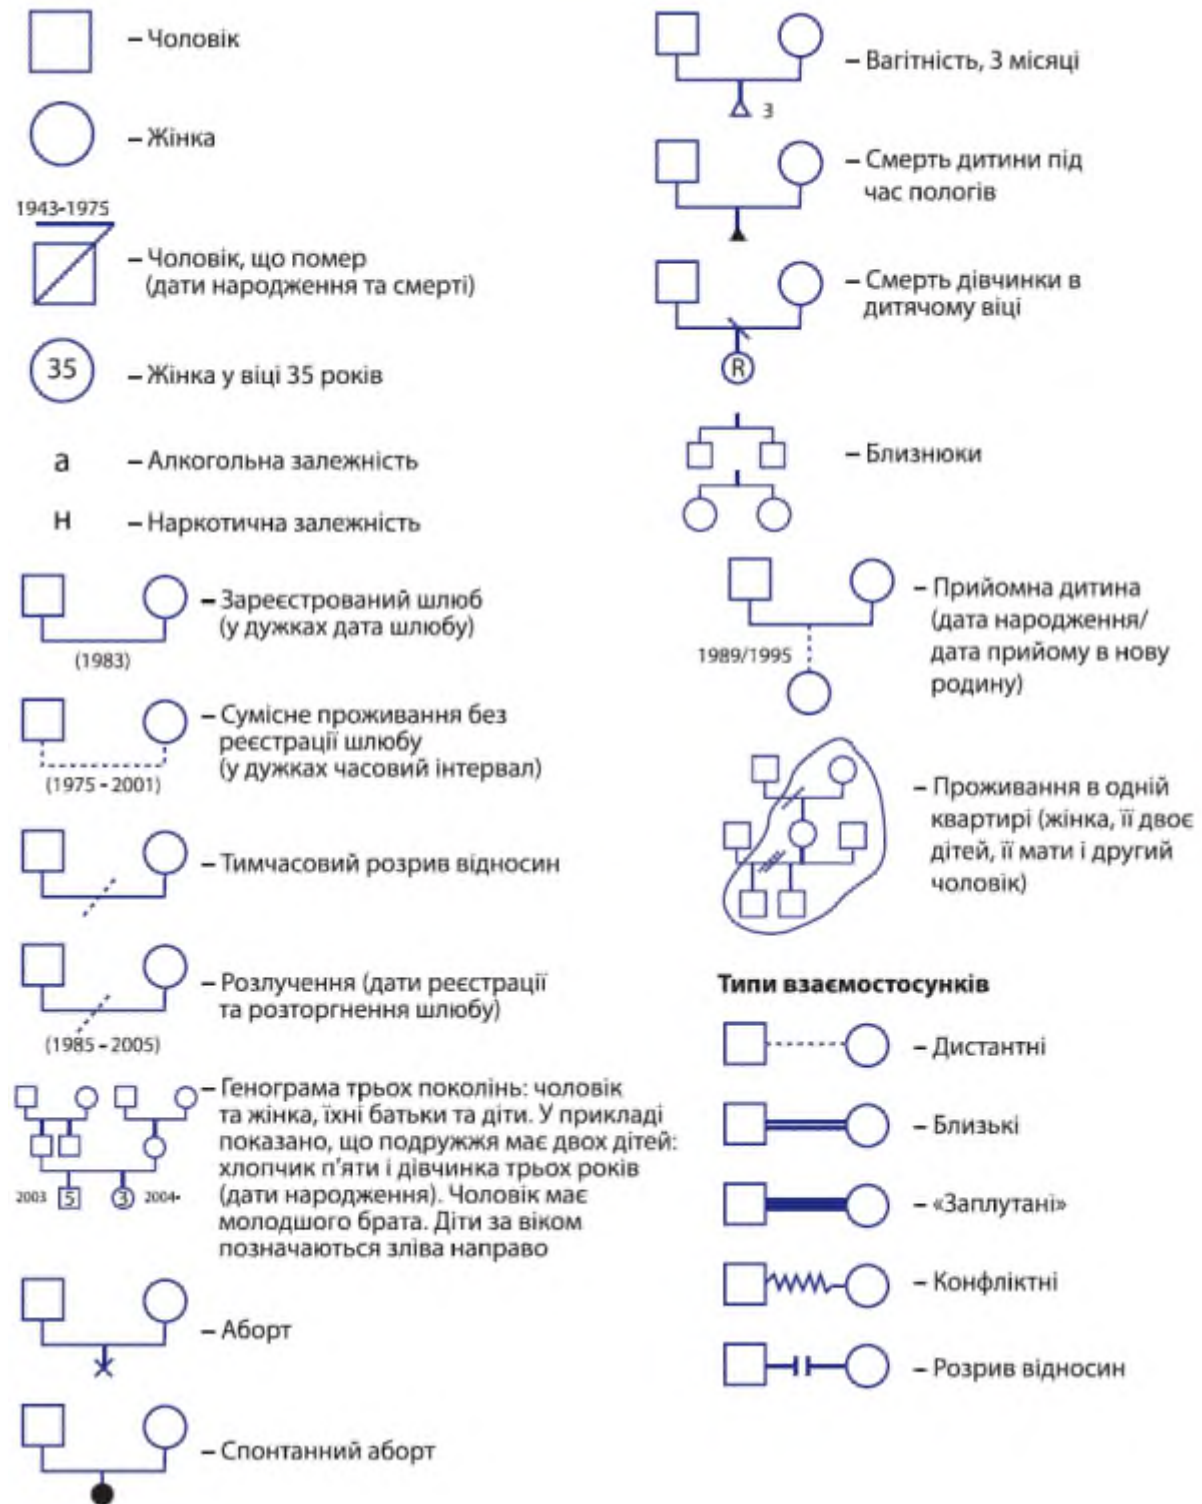 – Чоловік
– Жінка
1943-1975
– Чоловік, що помер
(дати народження та смерті)
35
– Жінка у віці 35 років
а
– Алкогольна залежність
н
– Наркотична залежність
– Зареєстрований шлюб
(у дужках дата шлюбу)
(1983)
– Сумісне проживання без
реєстрації шлюбу
(у дужках часовий інтервал)
(1975 - 2001)
– Тимчасовий розрив відносин
– Розлучення (дати реєстрації
та розторгнення шлюбу)
(1985 - 2005)
– Генограма трьох поколінь: чоловік
та жінка, їхні батьки та діти. У прикладі
показано, що подружжя має двох дітей:
хлопчик п'яти і дівчинка трьох років
(дати народження). Чоловік має
молодшого брата. Діти за віком
позначаються зліва направо
2003 5 3 2004-
– Аборт
– Спонтанний аборт
– Вагітність, 3 місяці
3
– Смерть дитини під
час пологів
– Смерть дівчинки в
дитячому віці
R
– Близнюки
– Прийомна дитина
(дата народження/
дата прийому в нову
родину)
1989/1995
– Проживання в одній
квартирі (жінка, її двоє
дітей, її мати і другий
чоловік)
Типи взаємостосунків
– Дистантні
– Близькі
– «Заплутані»
– Конфліктні
– Розрив відносин